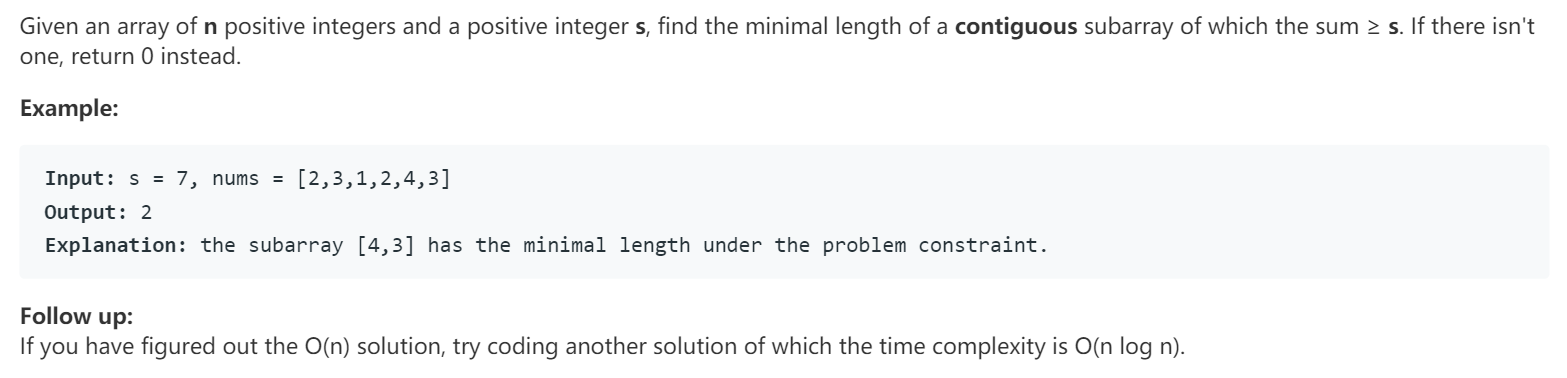 Given an array of n positive integers and a positive integer s, find the minimal length of a contiguous subarray of which the sum ≥ s. If there isn't
one, return 0 instead.
Example:
Input: s = 7, nums = [2,3,1,2,4,3]
Output: 2
Explanation: the subarray [4,3] has the minimal length under the problem constraint.
Follow up:
If you have figured out the O(n) solution, try coding another solution of which the time complexity is O(n log n).